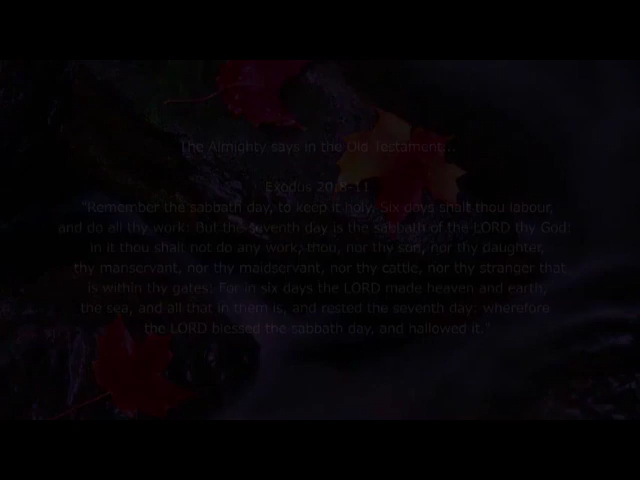 The Almighty says in the Old Testament...
Exodus 20:8-11
"Remember the sabbath day, to keep it holy. Six days shalt thou labour,
and do all thy work: But the seventh day is the sabbath of the LORD thy God:
in it thou shalt not do any work, thou, nor thy son, nor thy daughter,
thy manservant, nor thy maidservant, nor thy cattle, nor thy stranger that
is within thy gates: For in six days the LORD made heaven and earth,
the sea, and all that in them is, and rested the seventh day: wherefore
the LORD blessed the sabbath day, and hallowed it."